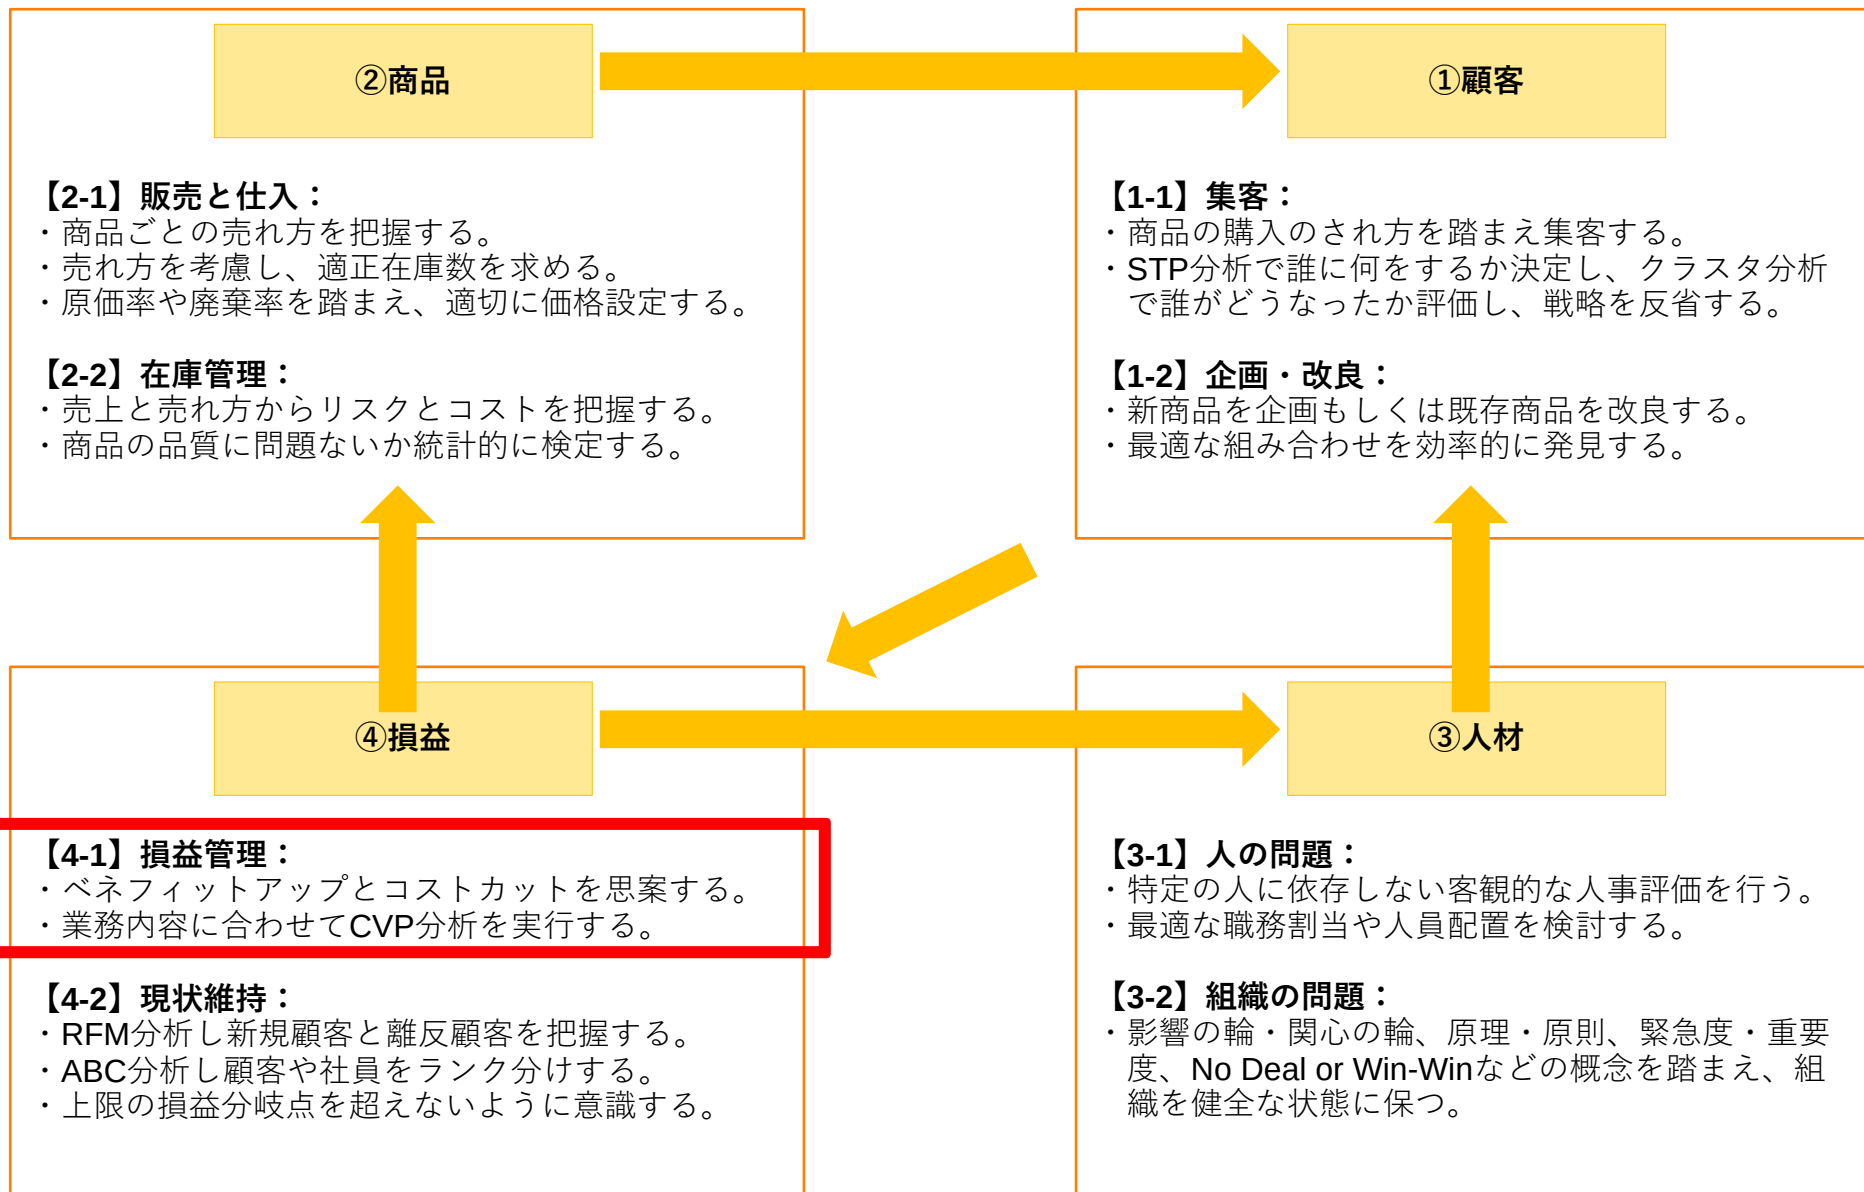 ②商品
【2-1】販売と仕入：
・商品ごとの売れ方を把握する。
・売れ方を考慮し、適正在庫数を求める。
・原価率や廃棄率を踏まえ、適切に価格設定する。
【2-2】在庫管理：
・売上と売れ方からリスクとコストを把握する。
・商品の品質に問題ないか統計的に検定する。
①顧客
【1-1】集客：
・商品の購入のされ方を踏まえ集客する。
・STP分析で誰に何をするか決定し、クラスタ分析
で誰がどうなったか評価し、戦略を反省する。
【1-2】企画・改良：
・新商品を企画もしくは既存商品を改良する。
・最適な組み合わせを効率的に発見する。
④損益
【4-1】損益管理：
・ベネフィットアップとコストカットを思案する。
・業務内容に合わせてCVP分析を実行する。
【4-2】現状維持：
・RFM分析し新規顧客と離反顧客を把握する。
・ABC分析し顧客や社員をランク分けする。
・上限の損益分岐点を超えないように意識する。
③人材
【3-1】人の問題：
・特定の人に依存しない客観的な人事評価を行う。
・最適な職務割当や人員配置を検討する。
【3-2】組織の問題：
・影響の輪・関心の輪、原理・原則、緊急度・重要
度、No Deal or Win-Winなどの概念を踏まえ、組
織を健全な状態に保つ。